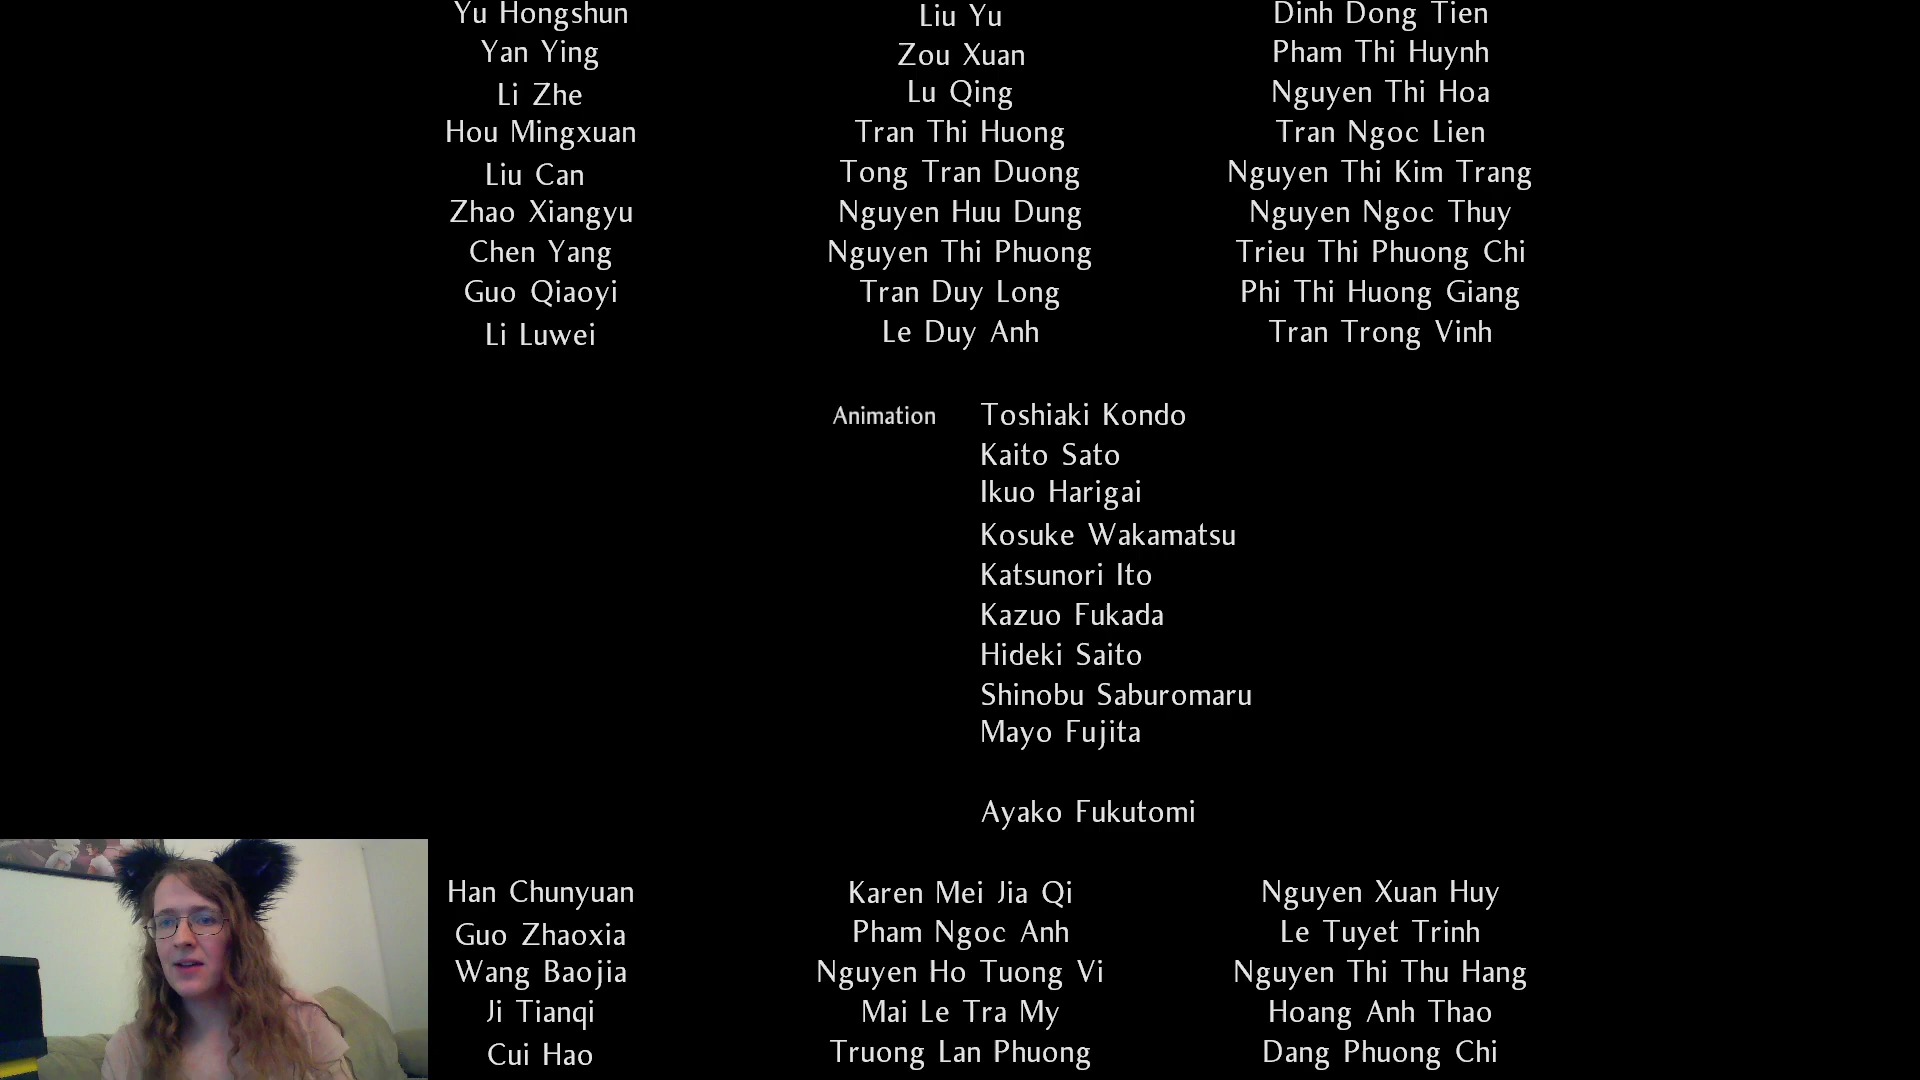 Yu Hongshun Liu Yu Dinh Dong Tien
Yan Ying Zou Xuan Pham Thi Huynh
Li Zhe Lu Qing Nguyen Thi Hoa
Hou Mingxuan Tran Thi Huong Tran Ngoc Lien
Liu Can Tong Tran Duong Nguyen Thi Kim Trang
Zhao Xiangyu Nguyen Huu Dung Nguyen Ngoc Thuy
Chen Yang Nguyen Thi Phuong Trieu Thi Phuong Chi
Guo Qiaoyi Tran Duy Long Phi Thi Huong Giang
Li Luwei Le Duy Anh Tran Trong Vinh
Animation Toshiaki Kondo
Kaito Sato
Ikuo Harigai
Kosuke Wakamatsu
Katsunori Ito
Kazuo Fukada
Hideki Saito
Shinobu Saburomaru
Mayo Fujita
Ayako Fukutomi
Han Chunyuan Karen Mei Jia Qi Nguyen Xuan Huy
Guo Zhaoxia Pham Ngoc Anh Le Tuyet Trinh
Wang Baojia Nguyen Ho Tuong Vi Nguyen Thi Thu Hang
Ji Tianqi Mai Le Tra My Hoang Anh Thao
Cui Hao Truong Lan Phuong Dang Phuong Chi